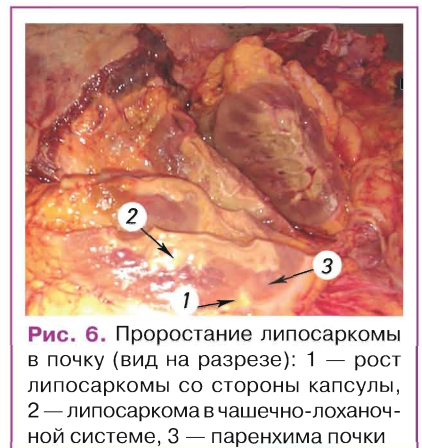 2
3
1
Рис. 6. Проростание липосаркомы
в почку (вид на разрезе): 1 — рост
липосаркомы со стороны капсулы,
2 — липосаркома в чашечно-лоханоч-
ной системе, 3 — паренхима почки